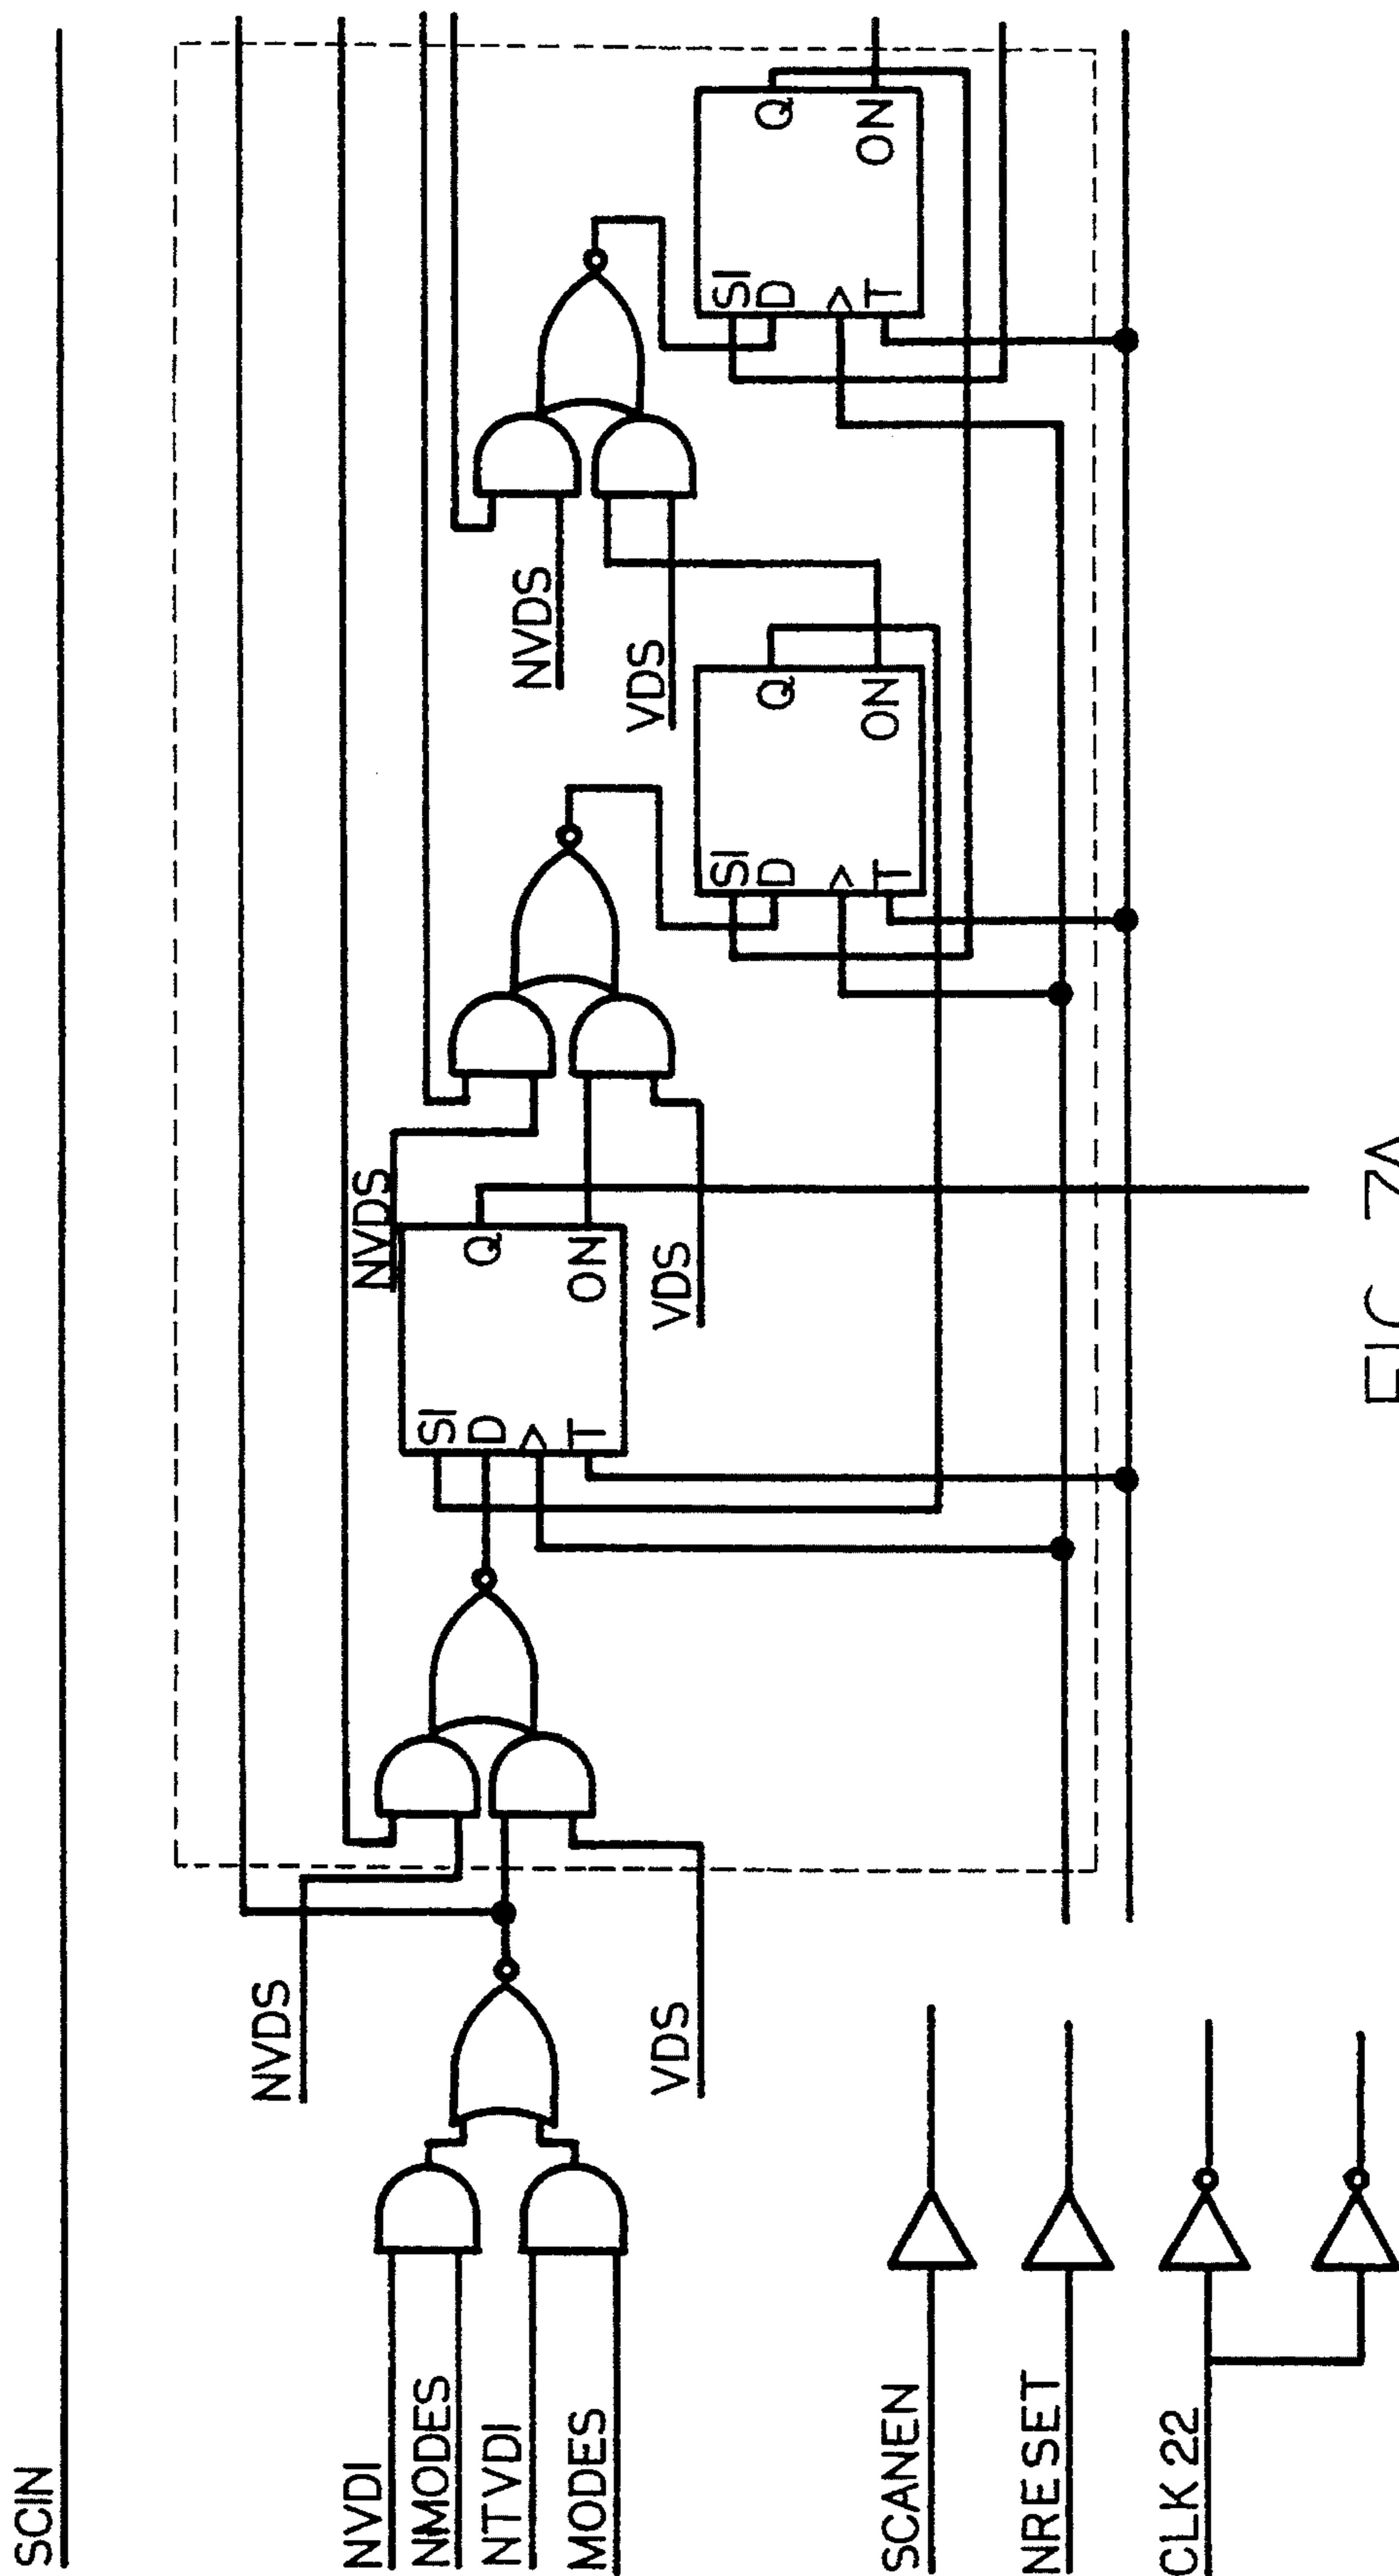 SCIN
NVDS
NVDI
NMODES
NTVDI
MODES
VDS
SI
D
T
Q
ON
NVDS
VDS
SI
D
T
Q
ON
NVDS
VDS
SI
D
T
Q
ON
SCANEN
NRESET
CLK 22